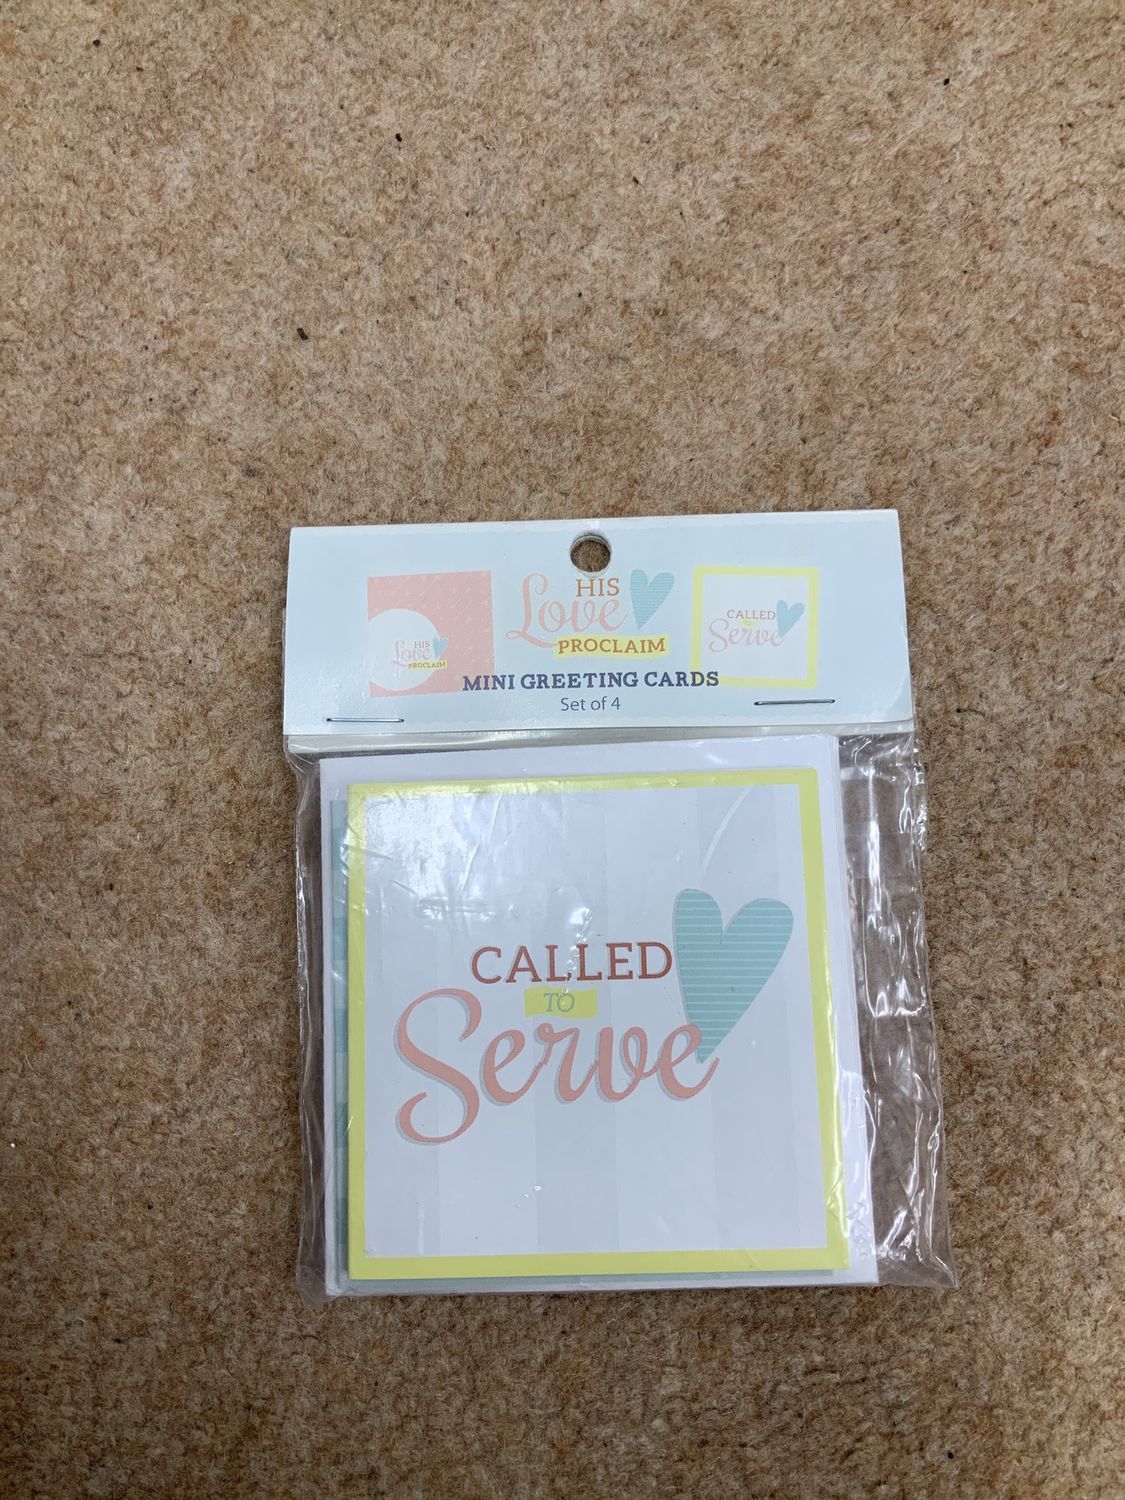 HIS
Love
PROCLAIM
HIS
Love
PROCLAIM
CALLED
to
Serve
MINI GREETING CARDS
Set of 4
CALLED
TO
Serve